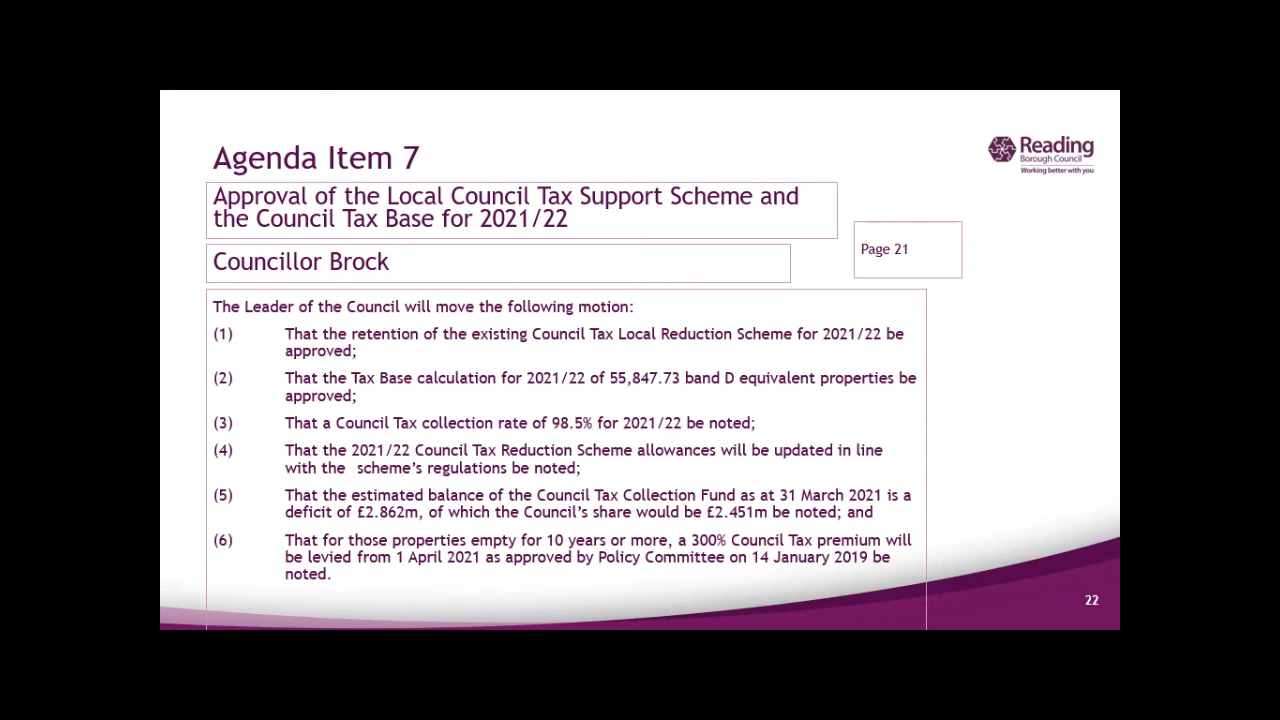 Agenda Item 7
Reading
Borough Council
Working better with you
Approval of the Local Council Tax Support Scheme and
the Council Tax Base for 2021/22
Page 21
Councillor Brock
The Leader of the Council will move the following motion:
(1) That the retention of the existing Council Tax Local Reduction Scheme for 2021/22 be
approved;
(2) That the Tax Base calculation for 2021/22 of 55,847.73 band D equivalent properties be
approved;
(3) That a Council Tax collection rate of 98.5% for 2021/22 be noted;
(4) That the 2021/22 Council Tax Reduction Scheme allowances will be updated in line
with the scheme's regulations be noted;
(5) That the estimated balance of the Council Tax Collection Fund as at 31 March 2021 is a
deficit of £2.862m, of which the Council's share would be £2.451m be noted; and
(6) That for those properties empty for 10 years or more, a 300% Council Tax premium will
be levied from 1 April 2021 as approved by Policy Committee on 14 January 2019 be
noted.
22